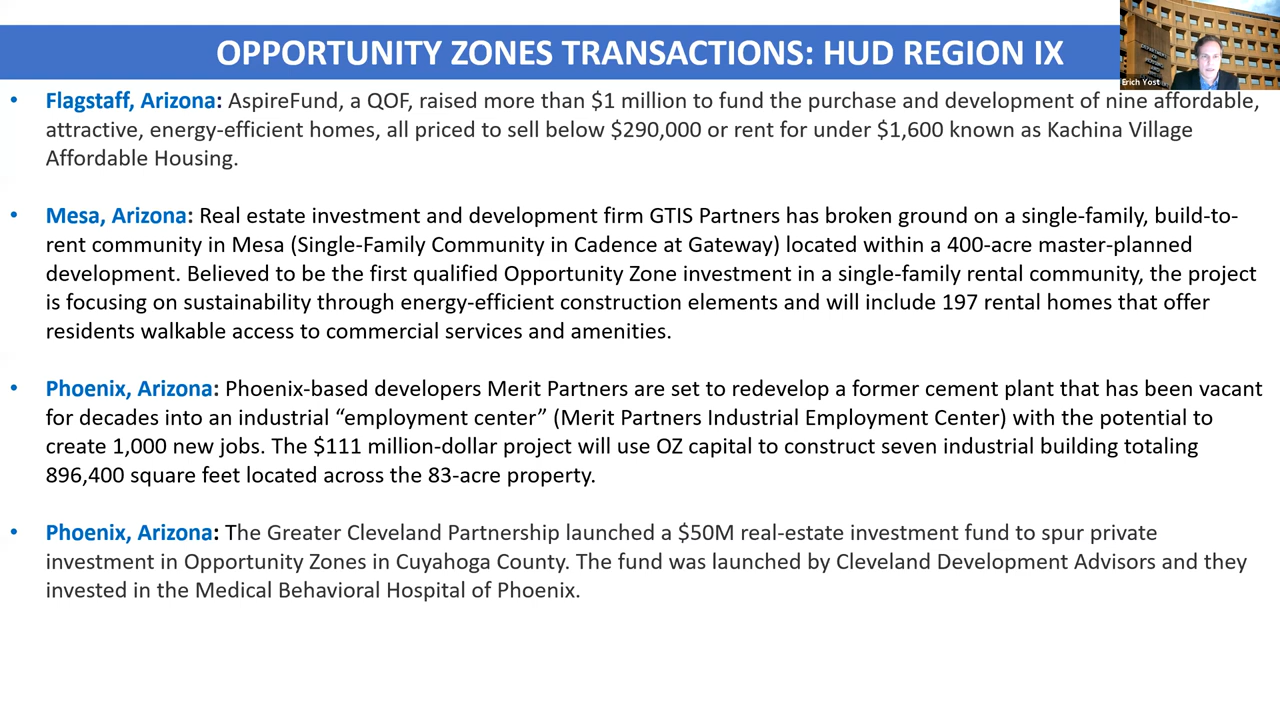 OPPORTUNITY ZONES TRANSACTIONS: HUD REGION IX
Erich Yost
• Flagstaff, Arizona: AspireFund, a QOF, raised more than $1 million to fund the purchase and development of nine affordable,
attractive, energy-efficient homes, all priced to sell below $290,000 or rent for under $1,600 known as Kachina Village
Affordable Housing.
• Mesa, Arizona: Real estate investment and development firm GTIS Partners has broken ground on a single-family, build-to-
rent community in Mesa (Single-Family Community in Cadence at Gateway) located within a 400-acre master-planned
development. Believed to be the first qualified Opportunity Zone investment in a single-family rental community, the project
is focusing on sustainability through energy-efficient construction elements and will include 197 rental homes that offer
residents walkable access to commercial services and amenities.
• Phoenix, Arizona: Phoenix-based developers Merit Partners are set to redevelop a former cement plant that has been vacant
for decades into an industrial “employment center” (Merit Partners Industrial Employment Center) with the potential to
create 1,000 new jobs. The $111 million-dollar project will use OZ capital to construct seven industrial building totaling
896,400 square feet located across the 83-acre property.
• Phoenix, Arizona: The Greater Cleveland Partnership launched a $50M real-estate investment fund to spur private
investment in Opportunity Zones in Cuyahoga County. The fund was launched by Cleveland Development Advisors and they
invested in the Medical Behavioral Hospital of Phoenix.